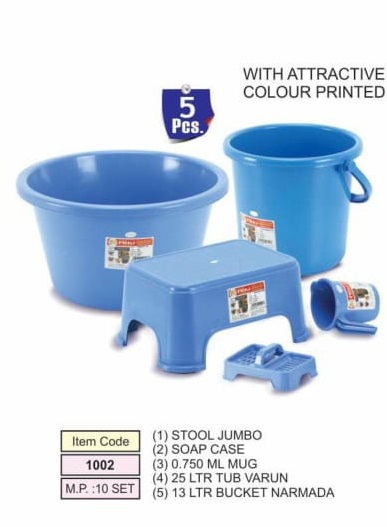 WITH ATTRACTIVE
COLOUR PRINTED
5
Pcs.
Item Code
1002
M.P. :10 SET
(1) STOOL JUMBO
(2) SOAP CASE
(3) 0.750 ML MUG
(4) 25 LTR TUB VARUN
(5) 13 LTR BUCKET NARMADA